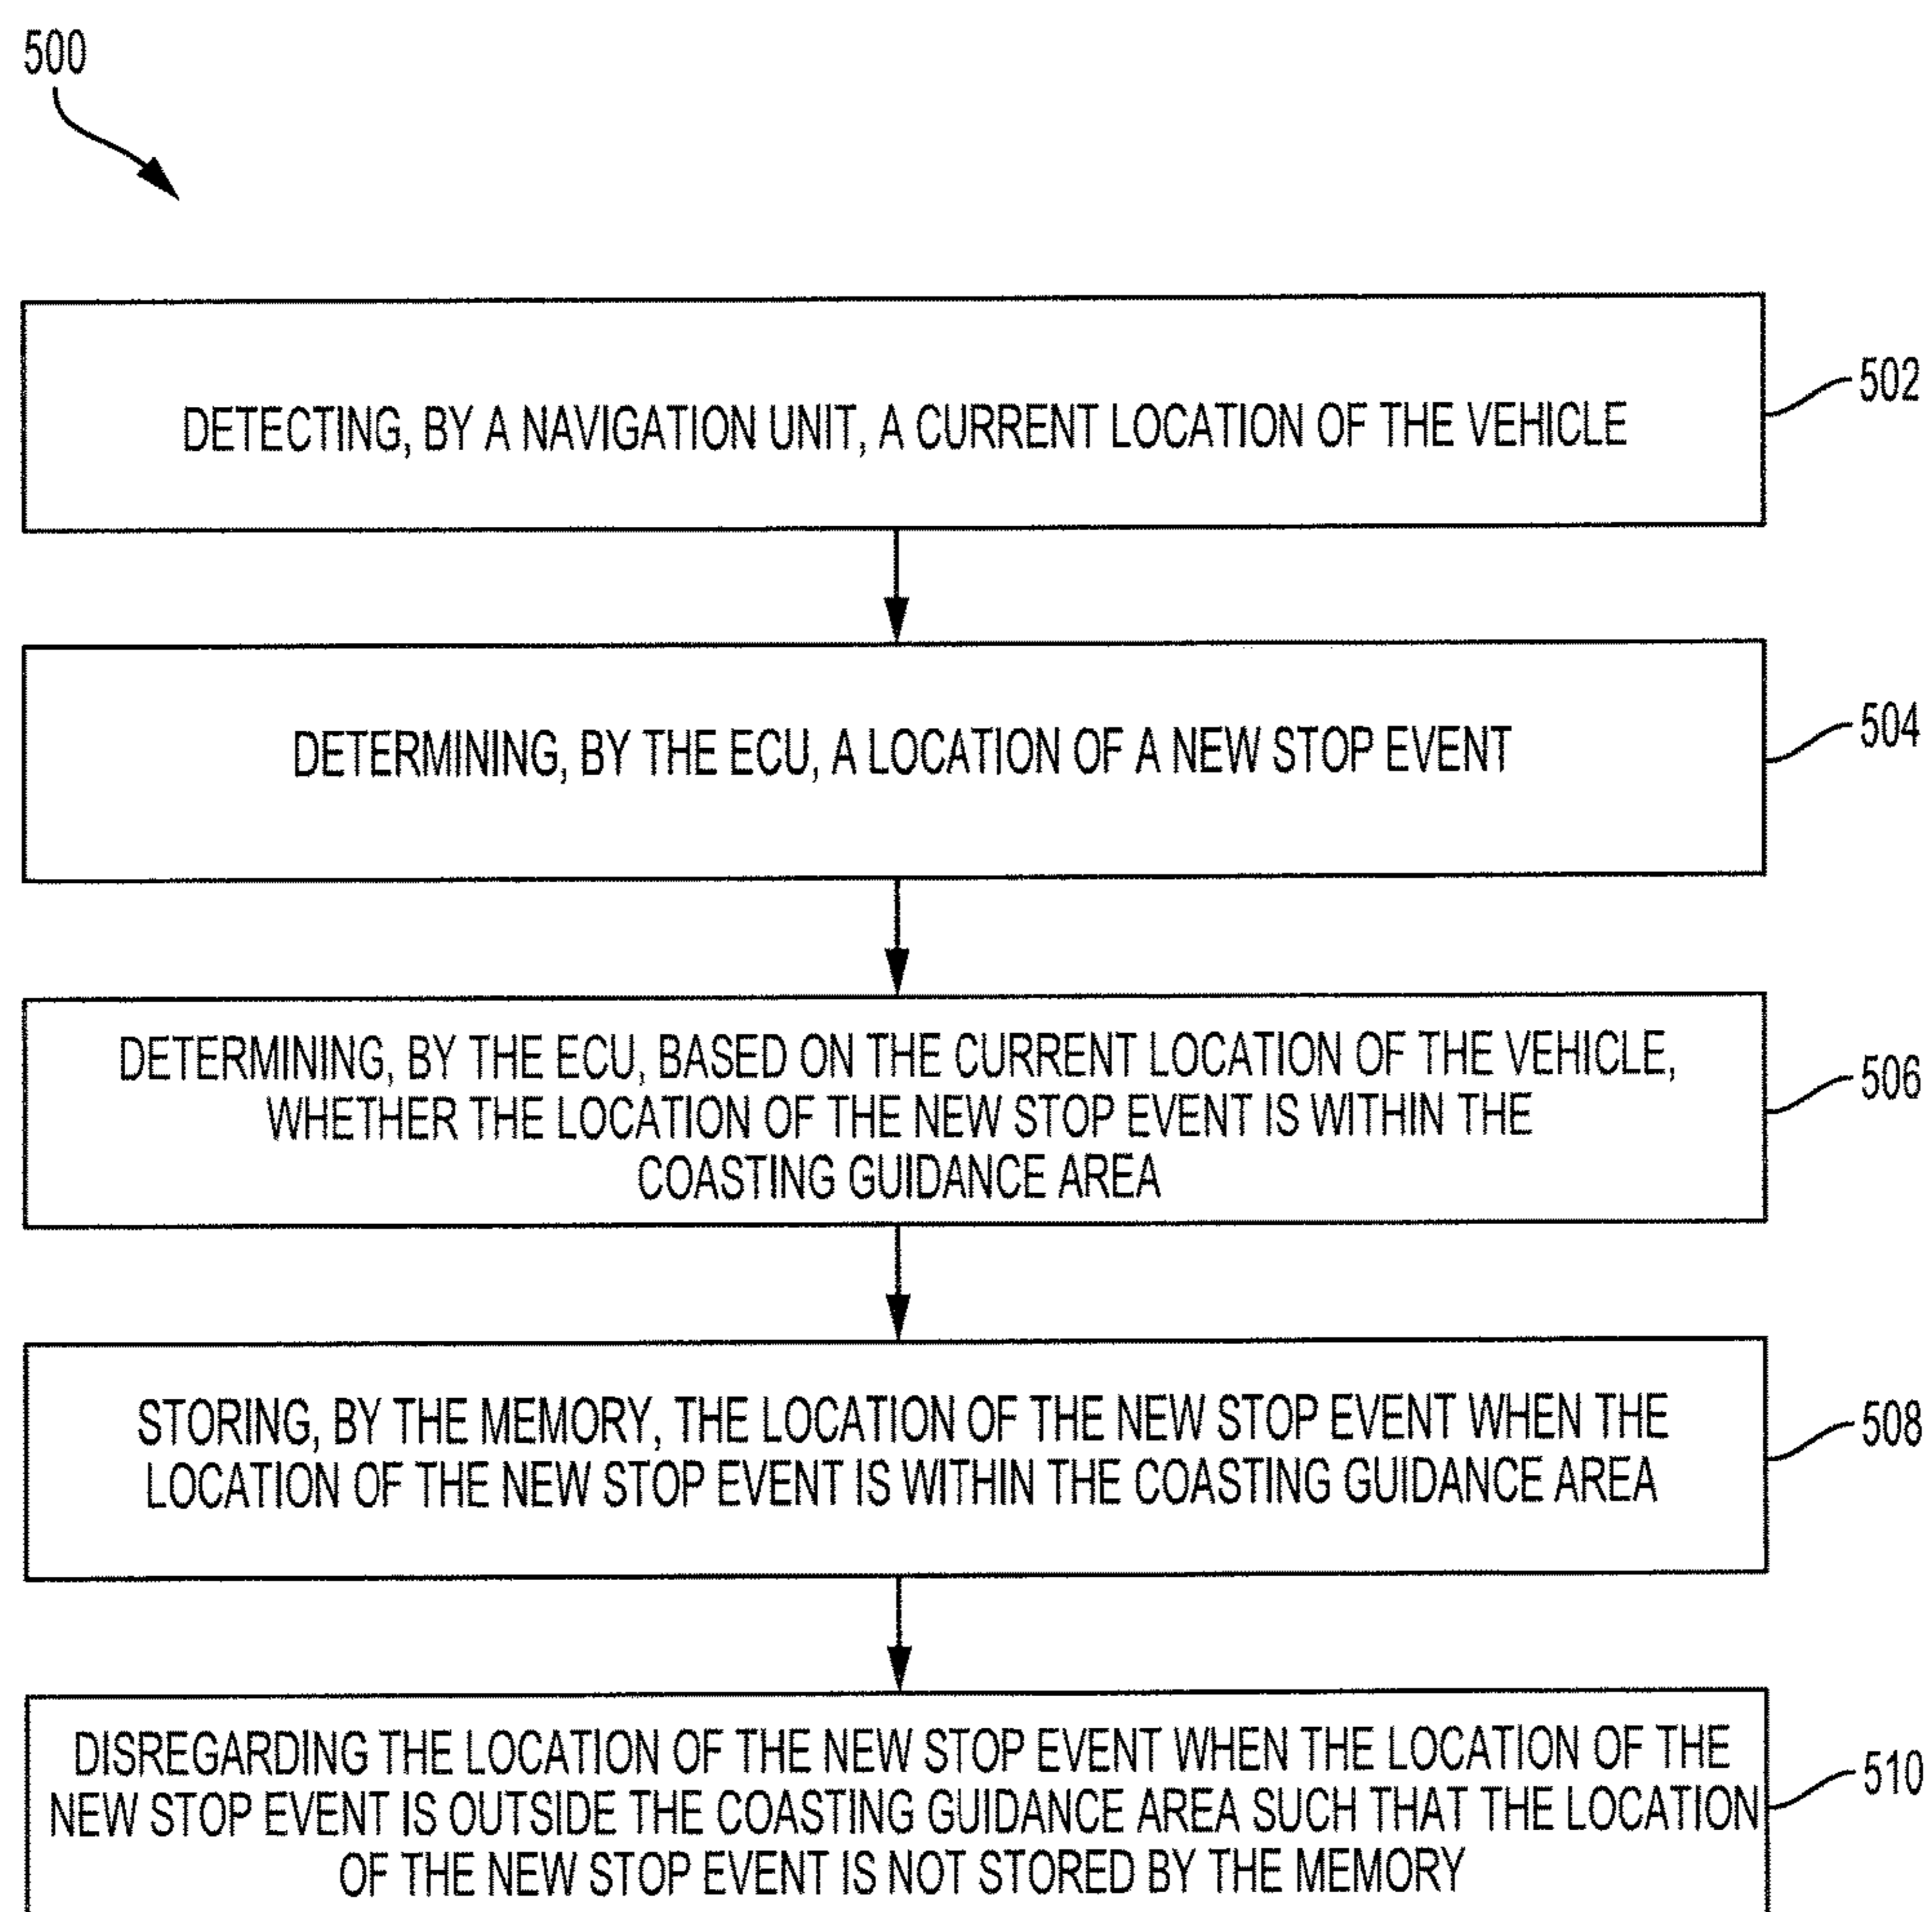 500
DETECTING, BY A NAVIGATION UNIT, A CURRENT LOCATION OF THE VEHICLE
502
DETERMINING, BY THE ECU, A LOCATION OF A NEW STOP EVENT
504
DETERMINING, BY THE ECU, BASED ON THE CURRENT LOCATION OF THE VEHICLE,
WHETHER THE LOCATION OF THE NEW STOP EVENT IS WITHIN THE
COASTING GUIDANCE AREA
506
STORING, BY THE MEMORY, THE LOCATION OF THE NEW STOP EVENT WHEN THE
LOCATION OF THE NEW STOP EVENT IS WITHIN THE COASTING GUIDANCE AREA
508
DISREGARDING THE LOCATION OF THE NEW STOP EVENT WHEN THE LOCATION OF THE
NEW STOP EVENT IS OUTSIDE THE COASTING GUIDANCE AREA SUCH THAT THE LOCATION
OF THE NEW STOP EVENT IS NOT STORED BY THE MEMORY
510